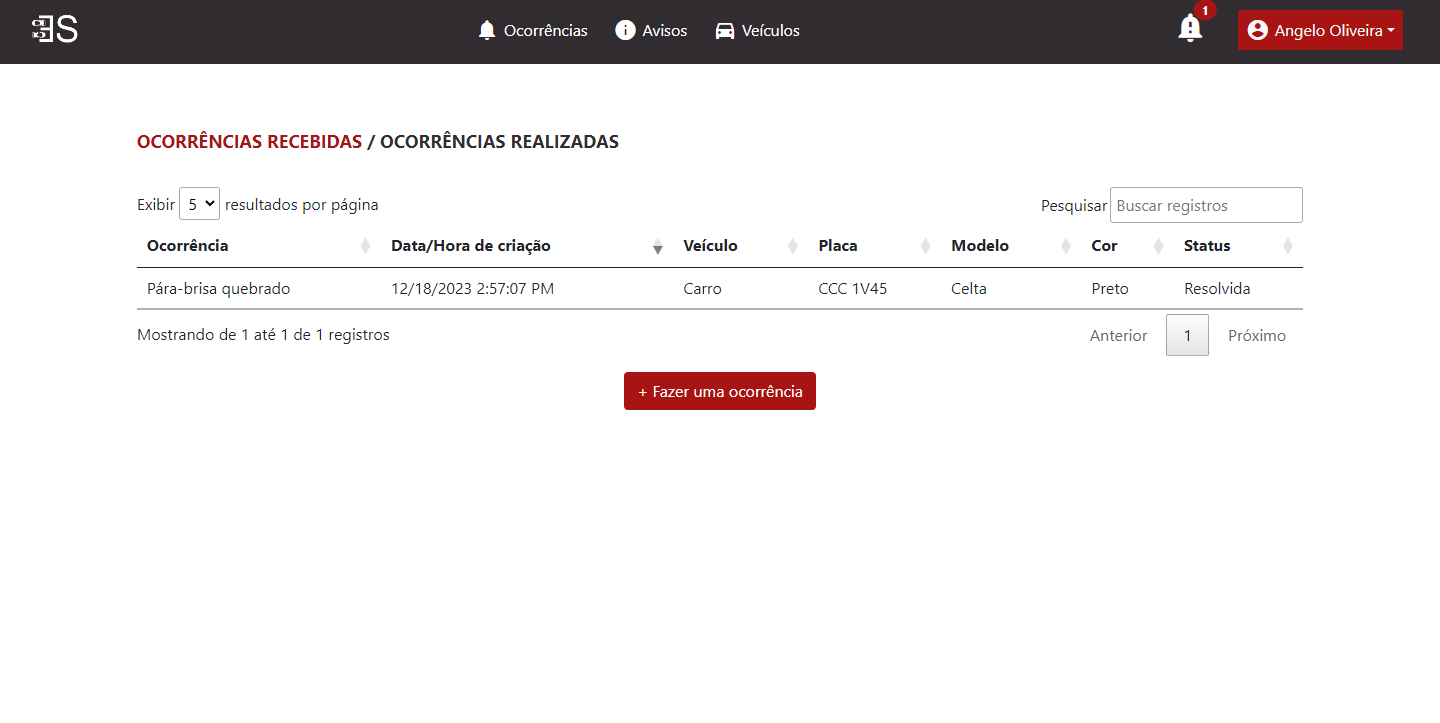 Ocorrências Avisos Veículos 1 Angelo Oliveira
OCORRÊNCIAS RECEBIDAS / OCORRÊNCIAS REALIZADAS
Exibir 5 resultados por página Pesquisar Buscar registros
Ocorrência Data/Hora de criação Veículo Placa Modelo Cor Status
Pára-brisa quebrado 12/18/2023 2:57:07 PM Carro CCC 1V45 Celta Preto Resolvida
Mostrando de 1 até 1 de 1 registros Anterior 1 Próximo
+ Fazer uma ocorrência